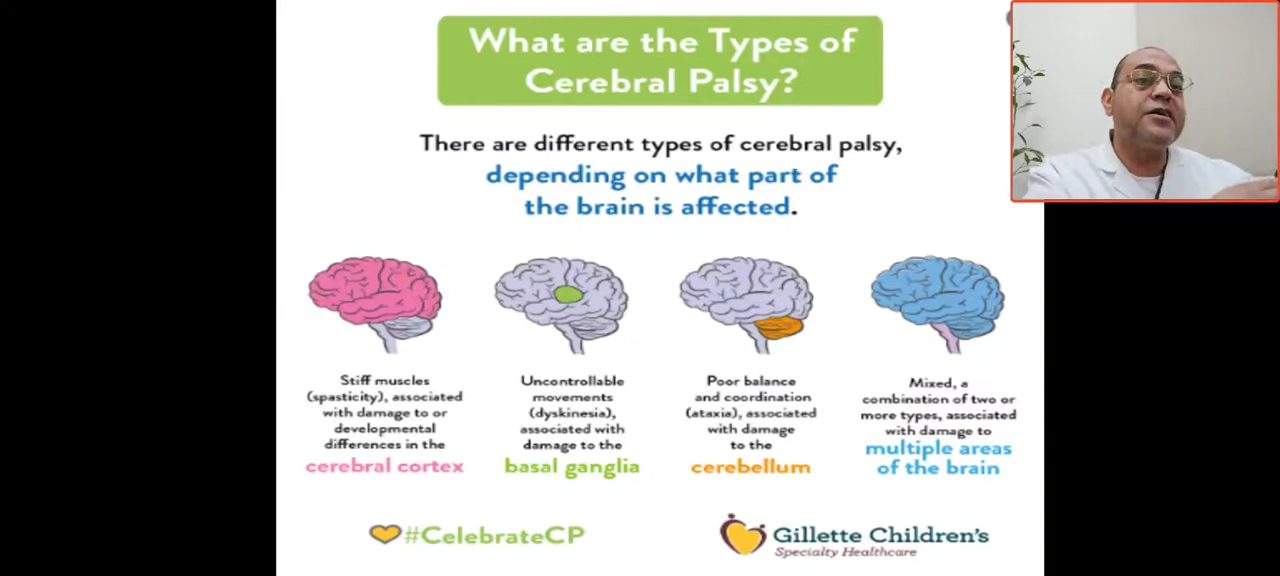 What are the Types of
Cerebral Palsy?
There are different types of cerebral palsy,
depending on what part of
the brain is affected.
Stiff muscles
(spasticity), associated
with damage to or
developmental
differences in the
cerebral cortex
Uncontrollable
movements
(dyskinesia),
associated with
damage to the
basal ganglia
Poor balance
and coordination
(ataxia), associated
with damage
to the
cerebellum
Mixed, a
combination of two or
more types, associated
with damage to
multiple areas
of the brain
#CelebrateCP
Gillette Children's
Specialty Healthcare